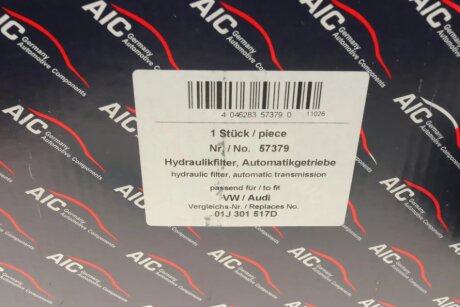 AIC Germany Automotive Components
4 046283 57379 0 11026
1 Stück / piece
Nr. / No. 57379
Hydraulikfilter, Automatikgetriebe
hydraulic filter, automatic transmission
passend für / to fit
VW / Audi
Vergleichs-Nr. / Replaces No.
01J 301 517D